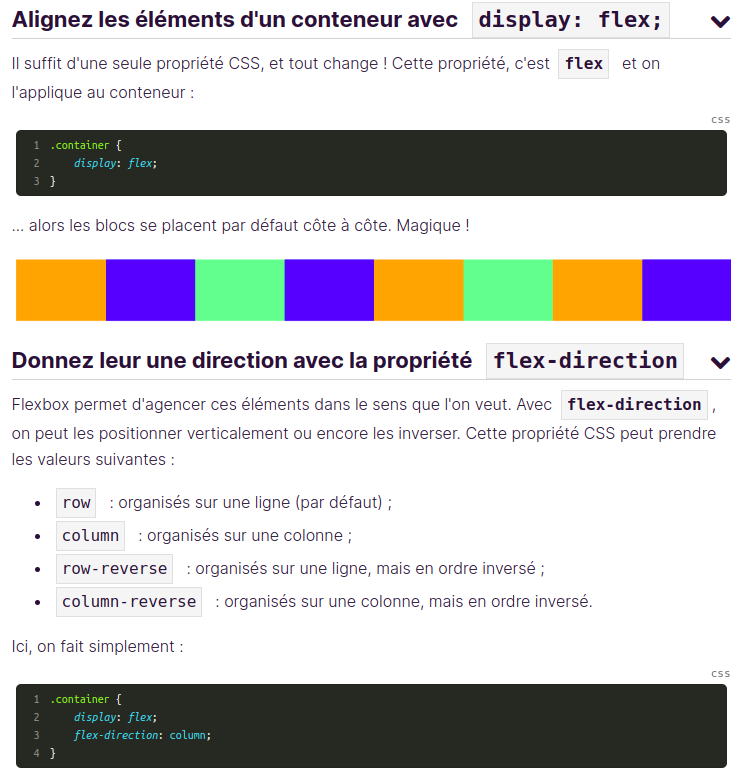 Alignez les éléments d'un conteneur avec display: flex;
Il suffit d'une seule propriété CSS, et tout change ! Cette propriété, c'est flex et on
l'applique au conteneur :
css
1 .container {
2 display: flex;
3 }
... alors les blocs se placent par défaut côte à côte. Magique !
Donnez leur une direction avec la propriété flex-direction
Flexbox permet d'agencer ces éléments dans le sens que l'on veut. Avec flex-direction ,
on peut les positionner verticalement ou encore les inverser. Cette propriété CSS peut prendre
les valeurs suivantes :
• row : organisés sur une ligne (par défaut) ;
• column : organisés sur une colonne ;
• row-reverse : organisés sur une ligne, mais en ordre inversé ;
• column-reverse : organisés sur une colonne, mais en ordre inversé.
Ici, on fait simplement :
css
1 .container {
2 display: flex;
3 flex-direction: column;
4 }